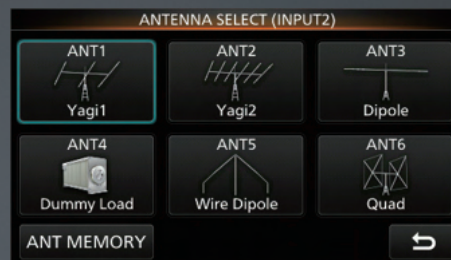 ANTENNA SELECT (INPUT2)
ANT1
Yagi1
ANT2
Yagi2
ANT3
Dipole
ANT4
Dummy Load
ANT5
Wire Dipole
ANT6
Quad
ANT MEMORY